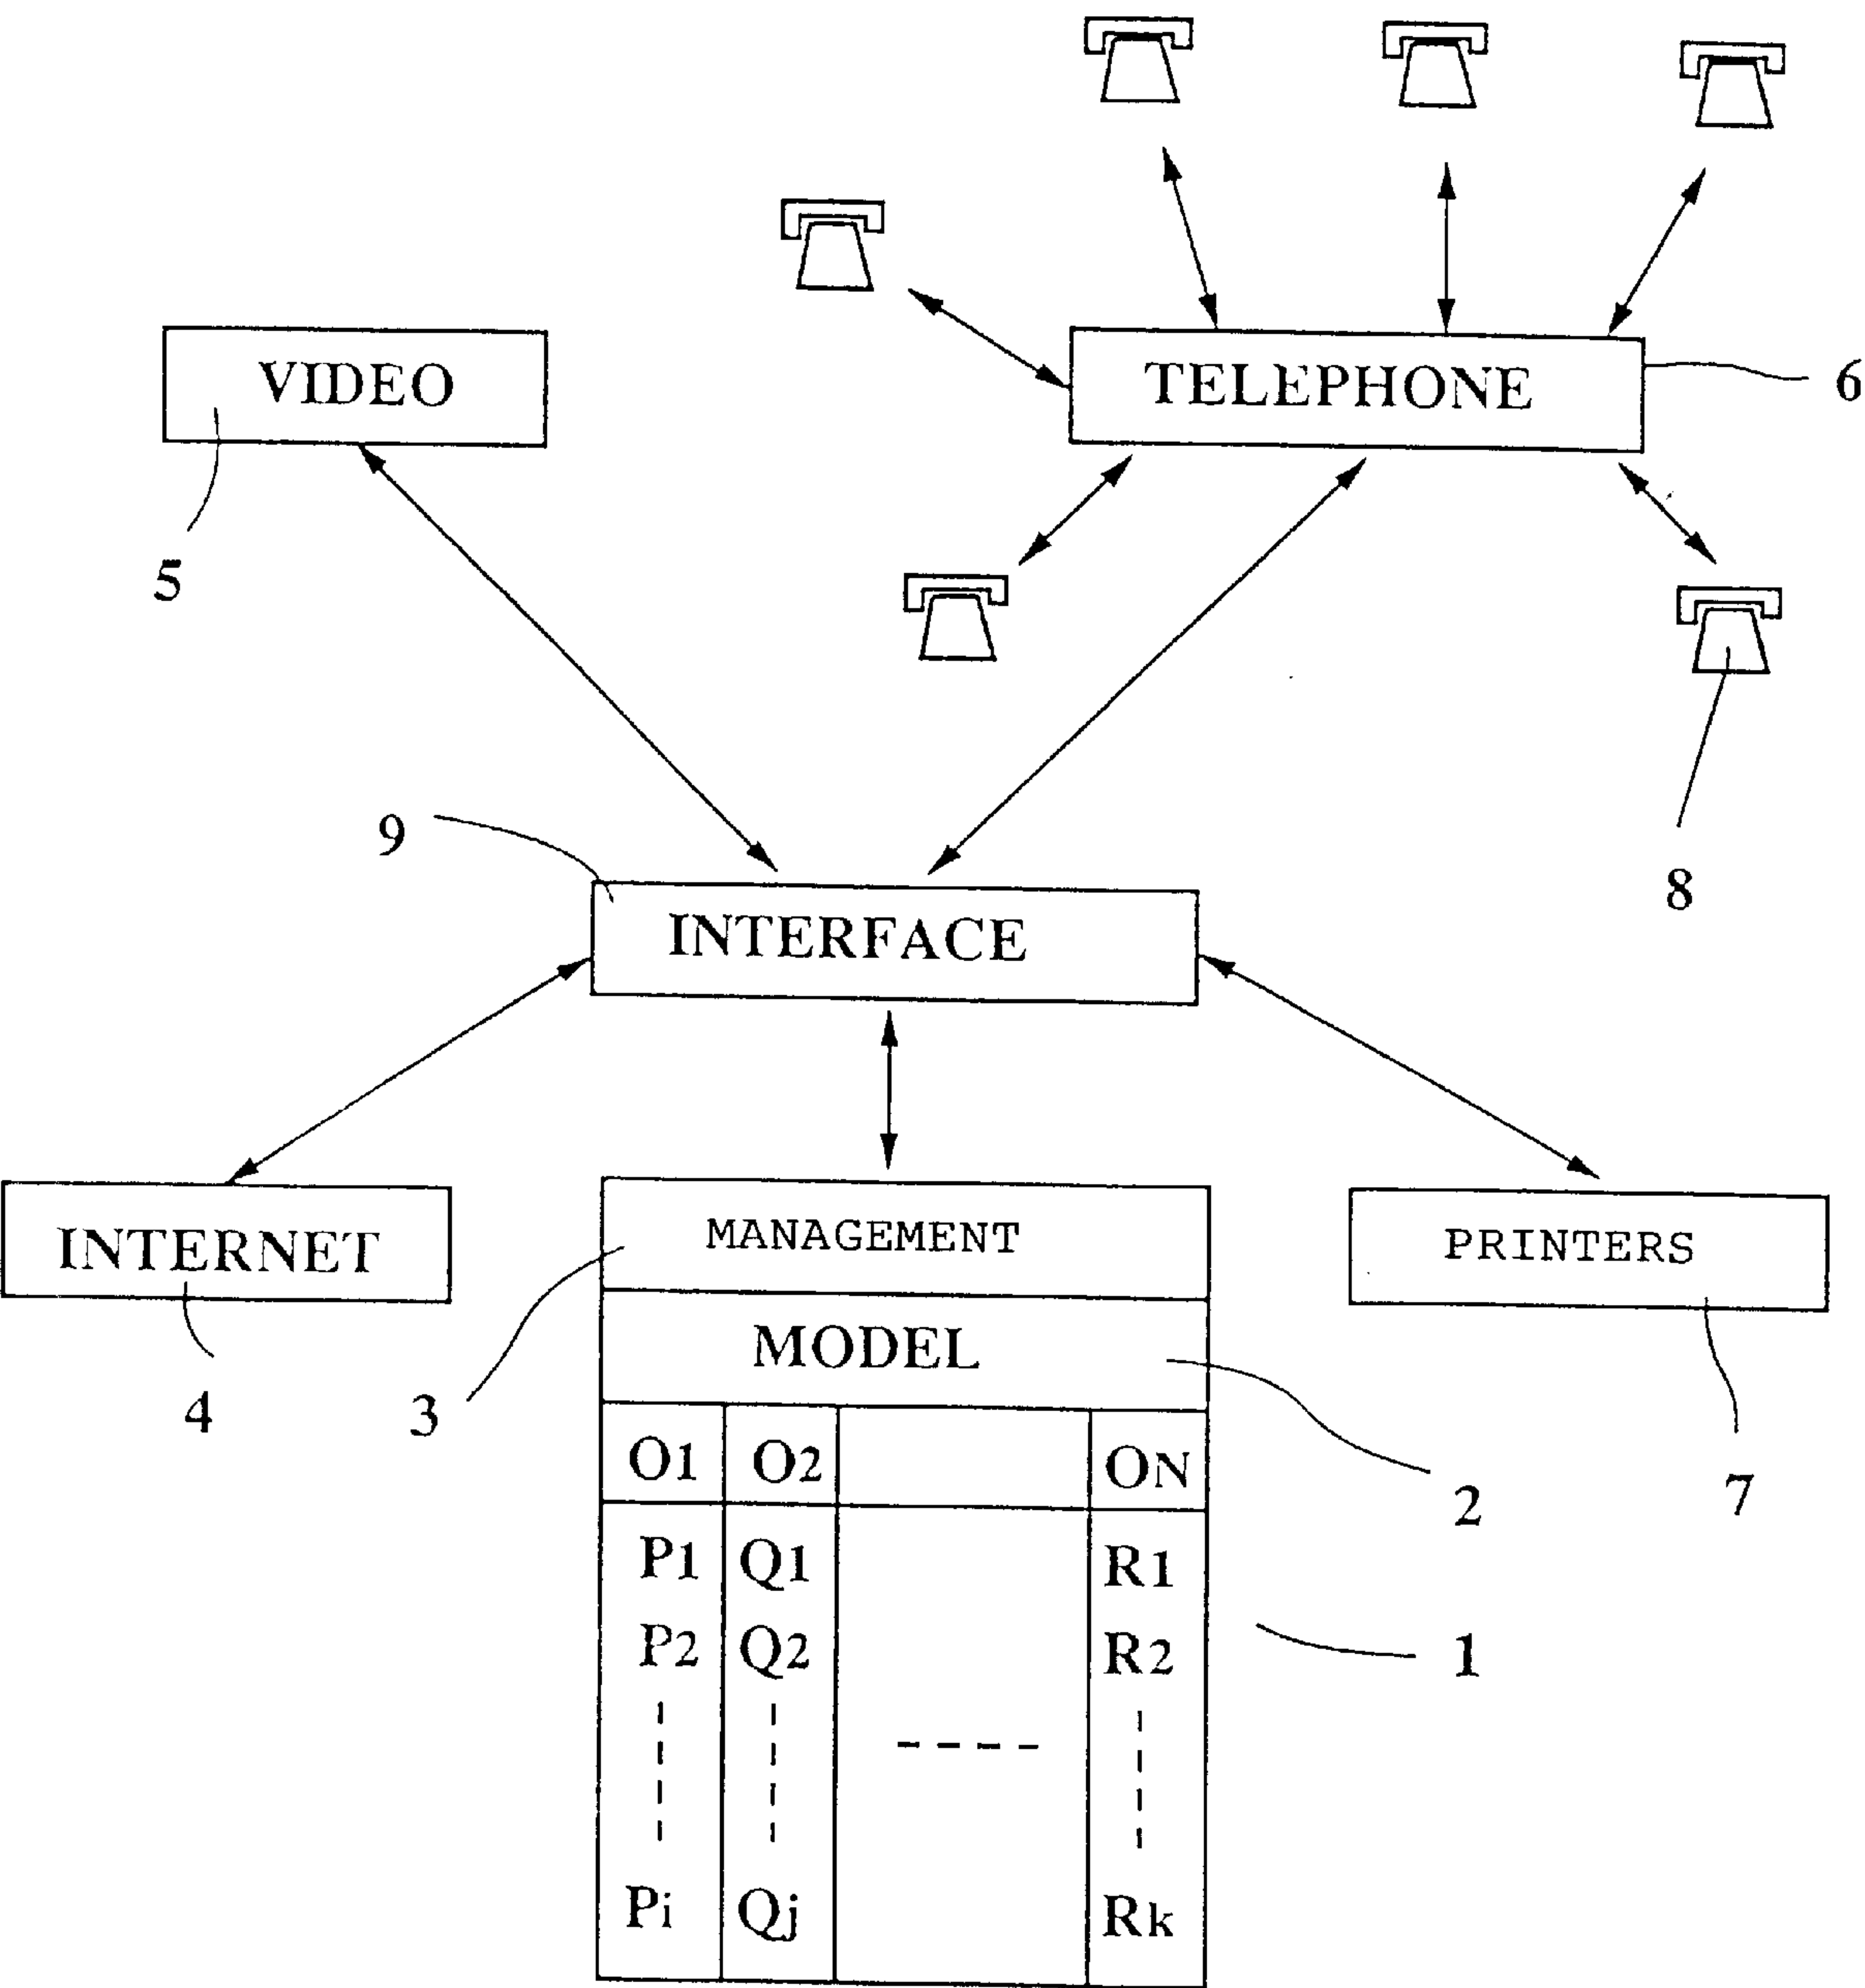 VIDEO
TELEPHONE
6
5
8
9
INTERFACE
INTERNET
MANAGEMENT
PRINTERS
MODEL
4
3
2
7
O1 O2 ON
P1 Q1 R1
P2 Q2 R2
1
Pi Qj Rk